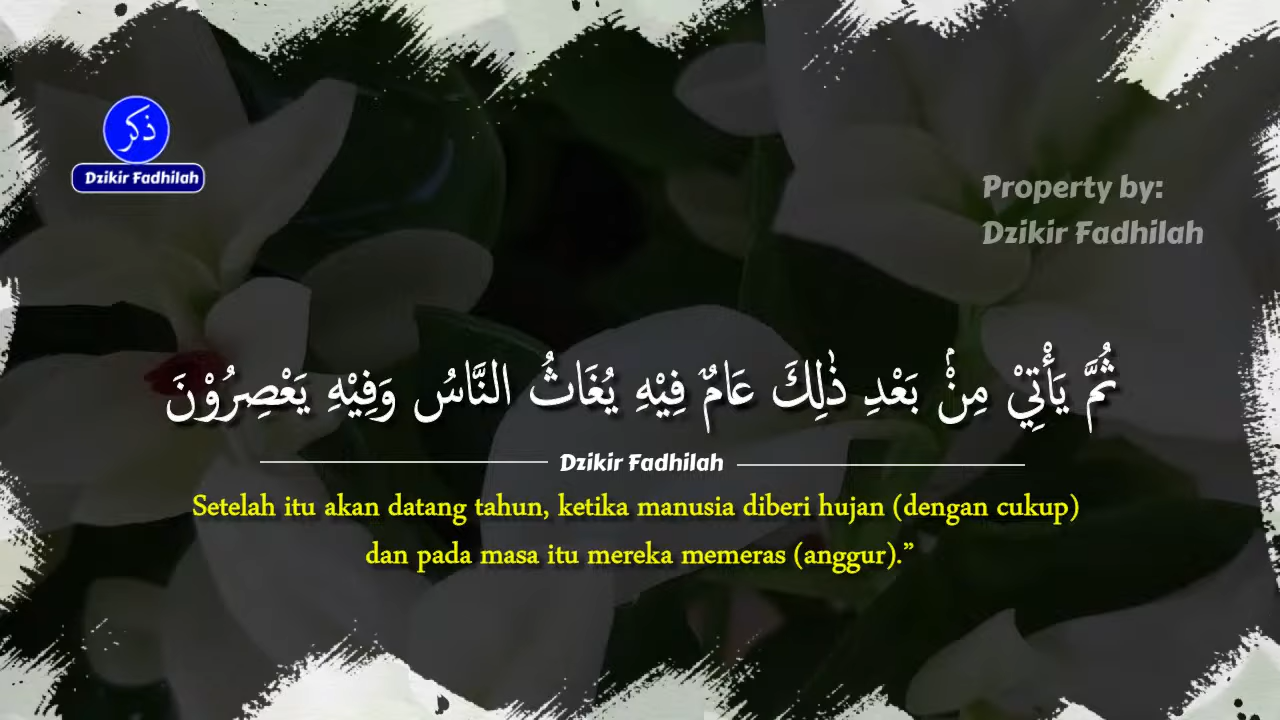 ذكر
Dzikir Fadhilah
Property by:
Dzikir Fadhilah
ثُمَّ يَأْتِيْ مِنْۢ بَعْدِ ذٰلِكَ عَامٌ فِيْهِ يُغَاثُ النَّاسُ وَفِيْهِ يَعْصِرُوْنَ
Dzikir Fadhilah
Setelah itu akan datang tahun, ketika manusia diberi hujan (dengan cukup)
dan pada masa itu mereka memeras (anggur).”